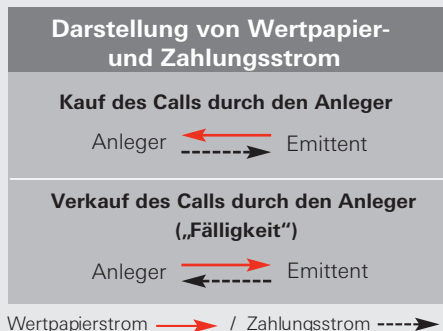 Darstellung von Wertpapier-
und Zahlungsstrom
Kauf des Calls durch den Anleger
Anleger Emittent
Verkauf des Calls durch den Anleger
(„Fälligkeit“)
Anleger Emittent
Wertpapierstrom / Zahlungsstrom